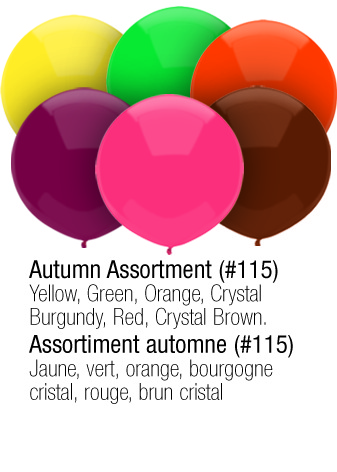 Autumn Assortment (#115)
Yellow, Green, Orange, Crystal
Burgundy, Red, Crystal Brown.
Assortiment automne (#115)
Jaune, vert, orange, bourgogne
cristal, rouge, brun cristal